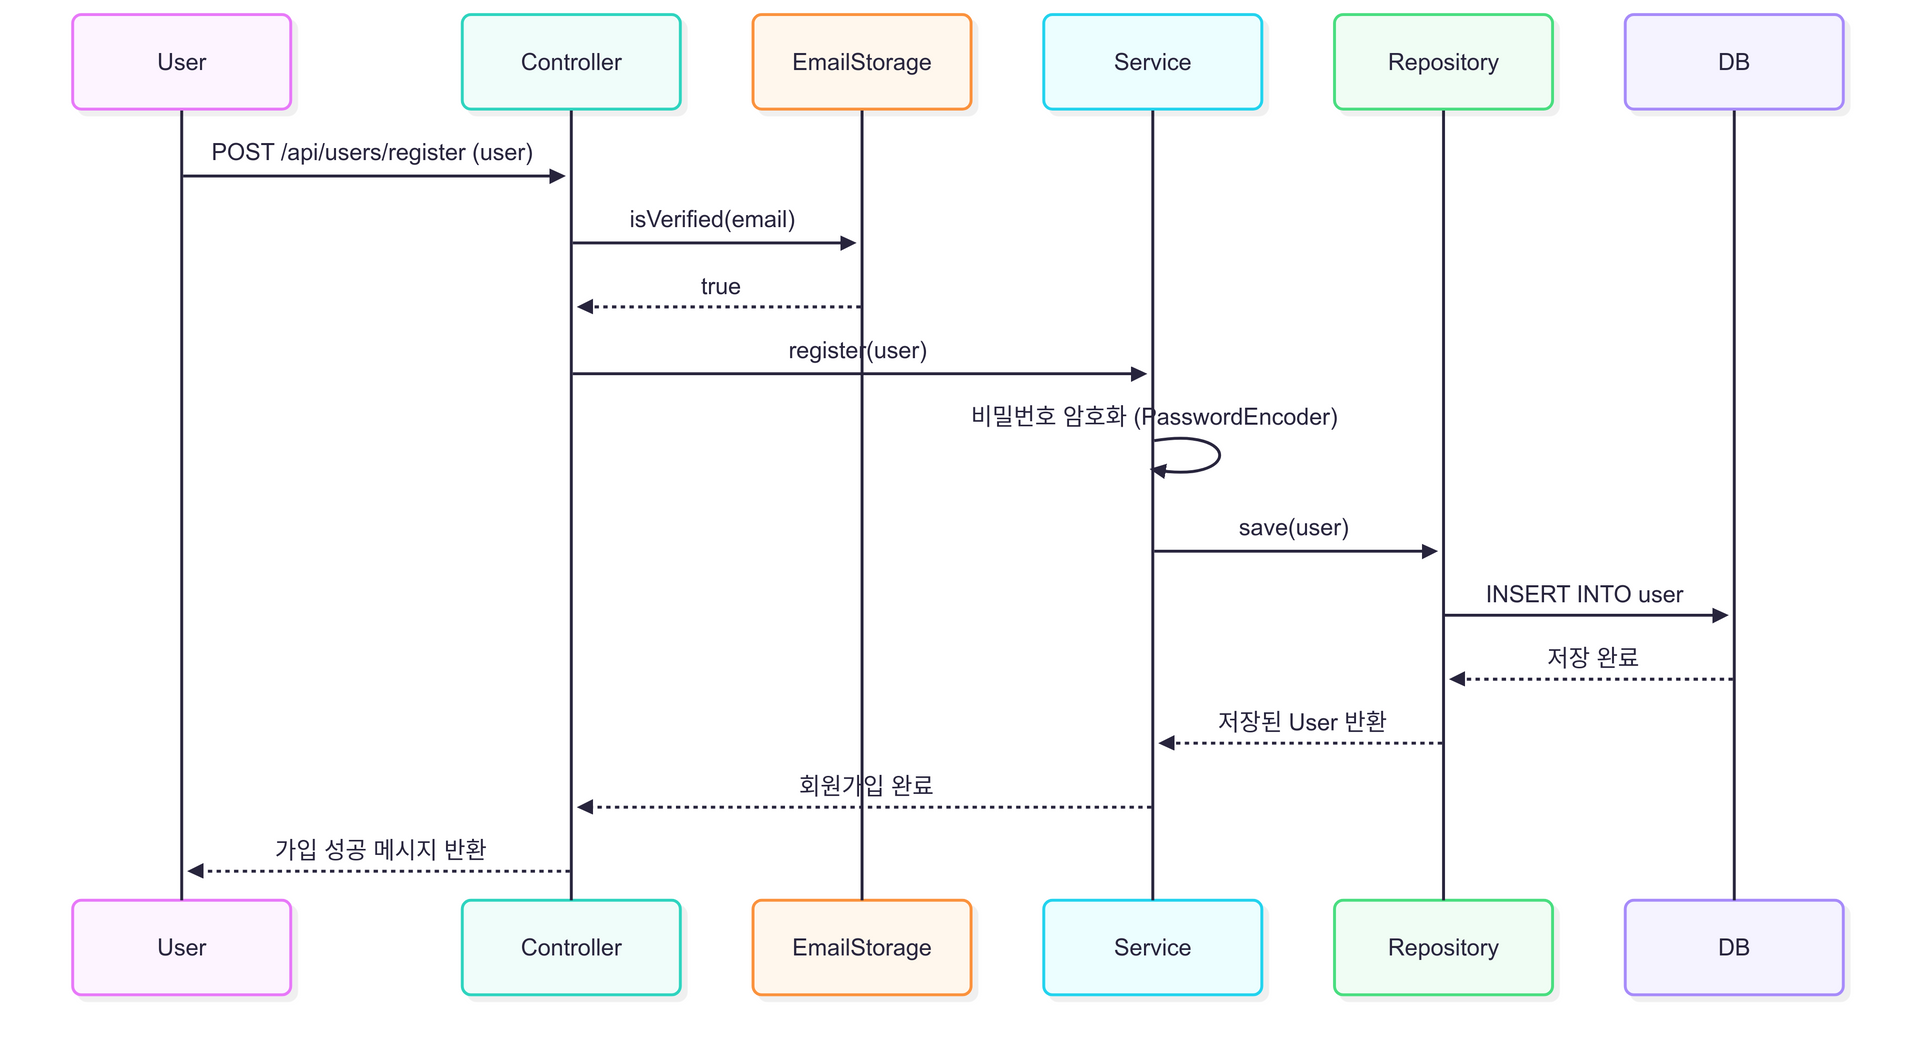 User
Controller
EmailStorage
Service
Repository
DB
POST /api/users/register (user)
isVerified(email)
true
register(user)
비밀번호 암호화 (PasswordEncoder)
save(user)
INSERT INTO user
저장 완료
저장된 User 반환
회원가입 완료
가입 성공 메시지 반환
User
Controller
EmailStorage
Service
Repository
DB